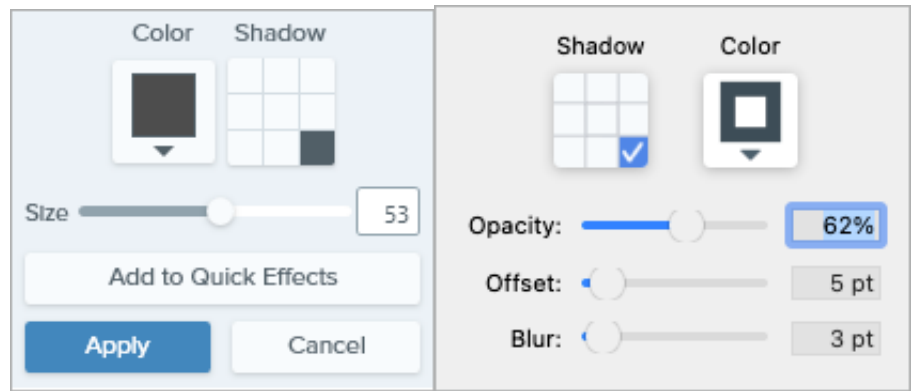 Color Shadow
Size 53
Add to Quick Effects
Apply Cancel
Shadow Color
Opacity: 62%
Offset: 5 pt
Blur: 3 pt